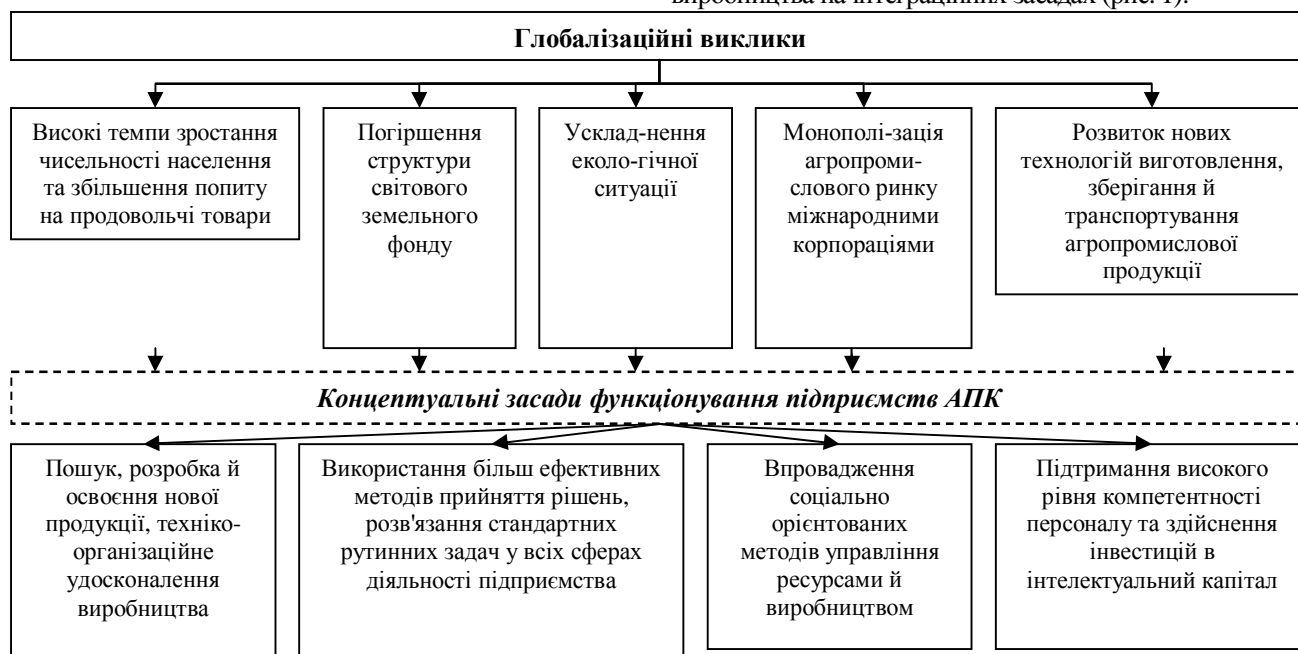 виробництва на інтеграційних засадах (рис. 1).
Глобалізаційні виклики
Високі темпи зростання
чисельності населення
та збільшення попиту
на продовольчі товари
Погіршення
структури
світового
земельного
фонду
Усклад-нення
еколо-гічної
ситуації
Монополі-зація
агропроми-
слового ринку
міжнародними
корпораціями
Розвиток нових
технологій виготовлення,
зберігання й
транспортування
агропромислової
продукції
Концептуальні засади функціонування підприємств АПК
Пошук, розробка й
освоєння нової
продукції, техніко-
організаційне
удосконалення
виробництва
Використання більш ефективних
методів прийняття рішень,
розв'язання стандартних
рутинних задач у всіх сферах
діяльності підприємства
Впровадження
соціально
орієнтованих
методів управління
ресурсами й
виробництвом
Підтримання високого
рівня компетентності
персоналу та здійснення
інвестицій в
інтелектуальний капітал